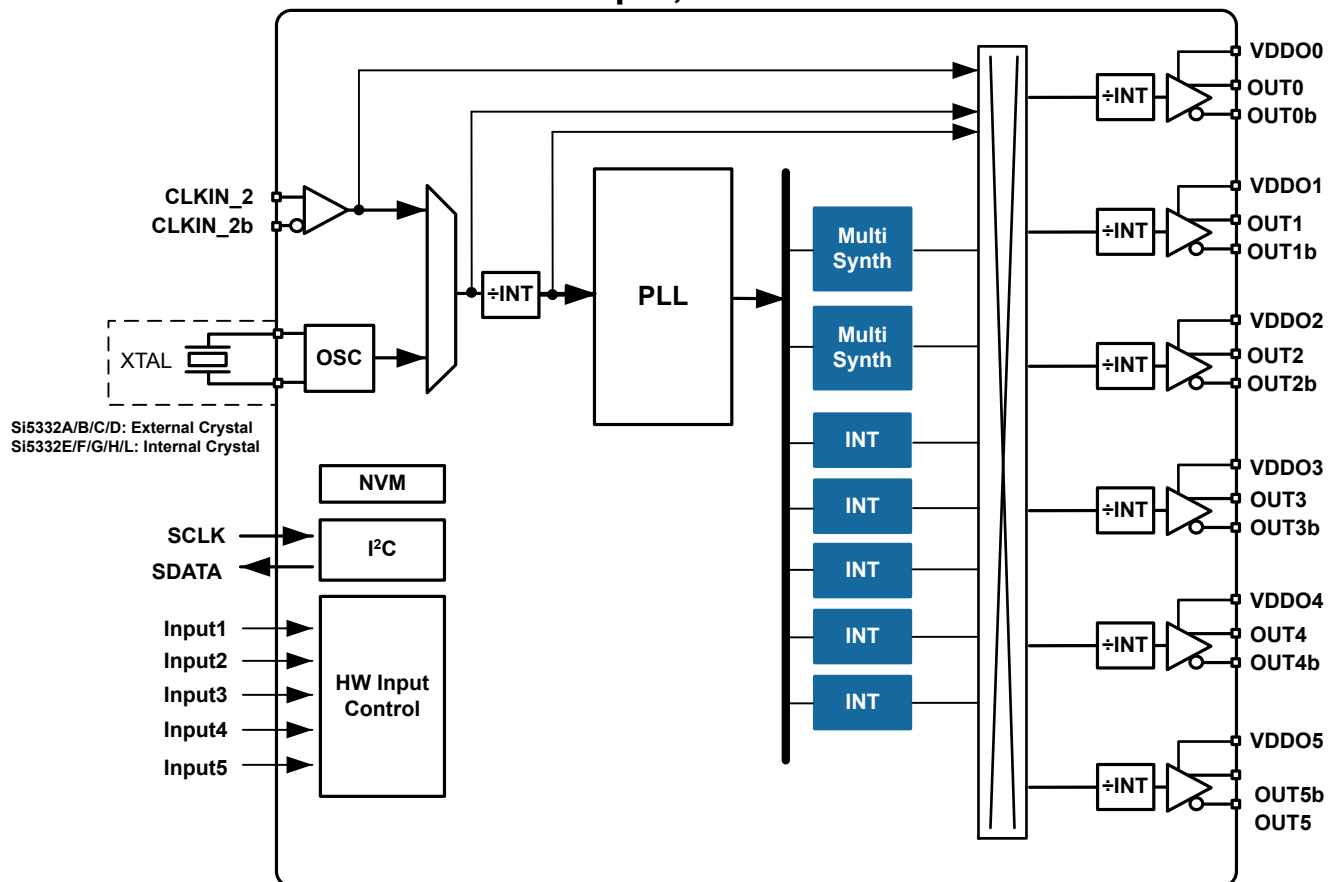 VDDO0
OUT0
÷INT
OUT0b
CLKIN_2
CLKIN_2b
VDDO1
OUT1
÷INT
OUT1b
Multi
Synth
÷INT
PLL
XTAL
OSC
Multi
Synth
VDDO2
OUT2
÷INT
OUT2b
Si5332A/B/C/D: External Crystal
Si5332E/F/G/H/L: Internal Crystal
INT
NVM
INT
VDDO3
OUT3
÷INT
OUT3b
SCLK
SDATA
I²C
INT
Input1
Input2
Input3
Input4
Input5
HW Input
Control
INT
INT
VDDO4
OUT4
÷INT
OUT4b
VDDO5
÷INT
OUT5b
OUT5